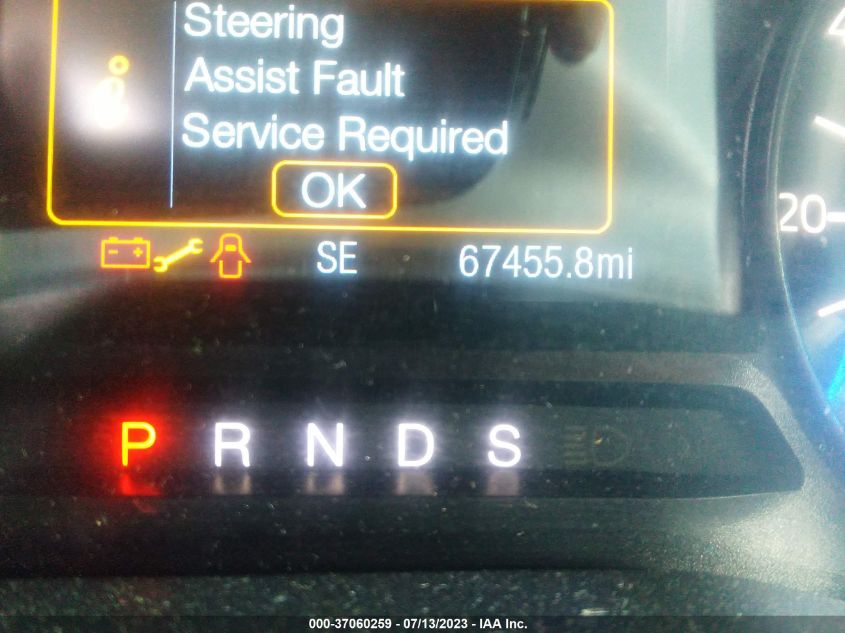 Steering
Assist Fault
Service Required
OK
SE 67455.8mi
20
P R N D S
000-37060259 - 07/13/2023 - IAA Inc.